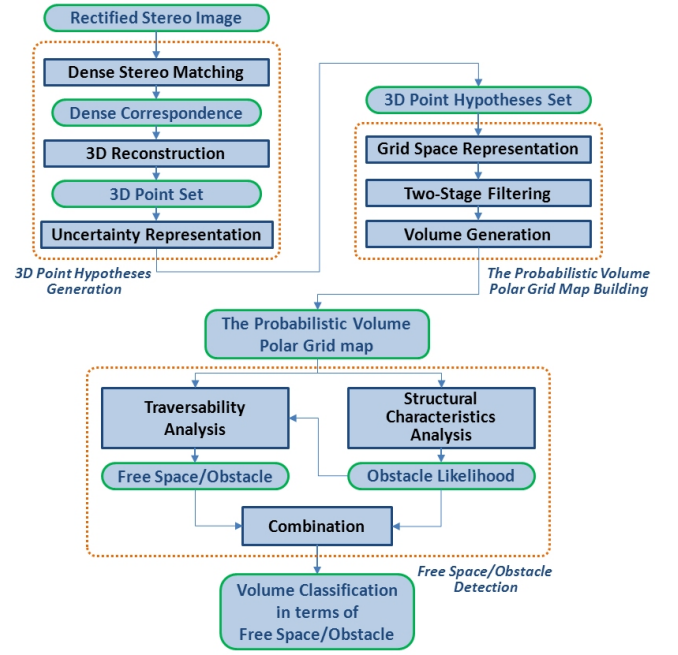 Rectified Stereo Image
Dense Stereo Matching
Dense Correspondence
3D Reconstruction
3D Point Set
Uncertainty Representation
3D Point Hypotheses
Generation
3D Point Hypotheses Set
Grid Space Representation
Two-Stage Filtering
Volume Generation
The Probabilistic Volume
Polar Grid Map Building
The Probabilistic Volume
Polar Grid map
Traversability
Analysis
Structural
Characteristics
Analysis
Free Space/Obstacle
Obstacle Likelihood
Combination
Free Space/Obstacle
Detection
Volume Classification
in terms of
Free Space/Obstacle